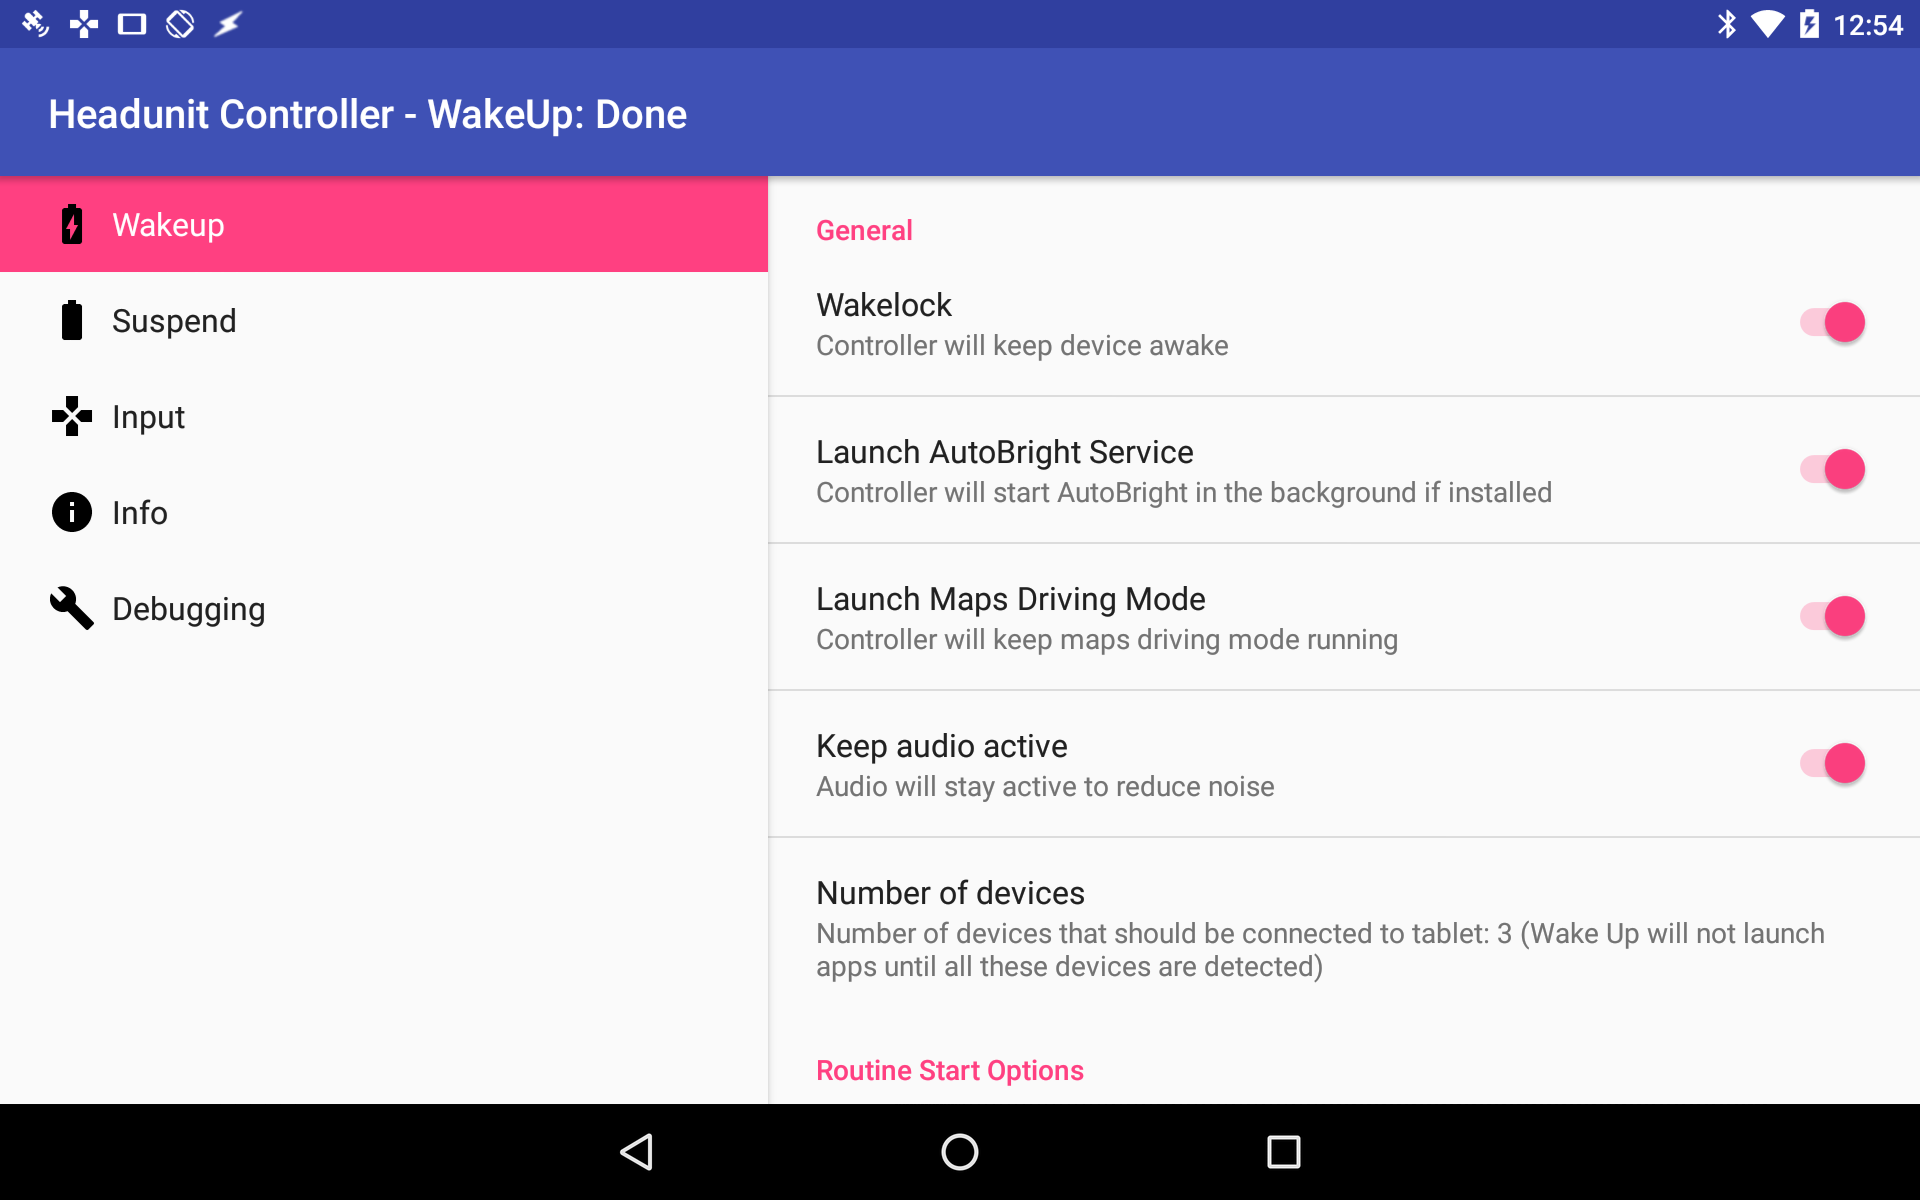 12:54
Headunit Controller - WakeUp: Done
Wakeup
Suspend
Input
Info
Debugging
General
Wakelock
Controller will keep device awake
Launch AutoBright Service
Controller will start AutoBright in the background if installed
Launch Maps Driving Mode
Controller will keep maps driving mode running
Keep audio active
Audio will stay active to reduce noise
Number of devices
Number of devices that should be connected to tablet: 3 (Wake Up will not launch
apps until all these devices are detected)
Routine Start Options